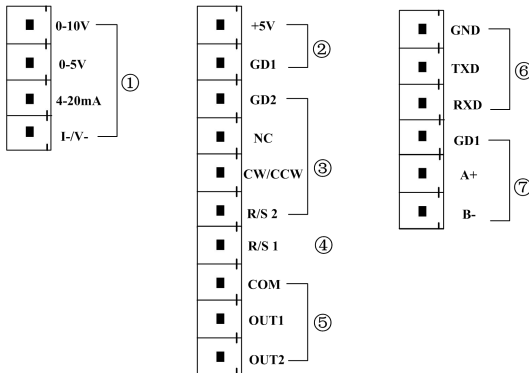 0-10V
0-5V
4-20mA
I-/V-
①
+5V
GD1
②
GD2
NC
CW/CCW
R/S 2
③
R/S 1
④
COM
OUT1
OUT2
⑤
GND
TXD
RXD
⑥
GD1
A+
B-
⑦